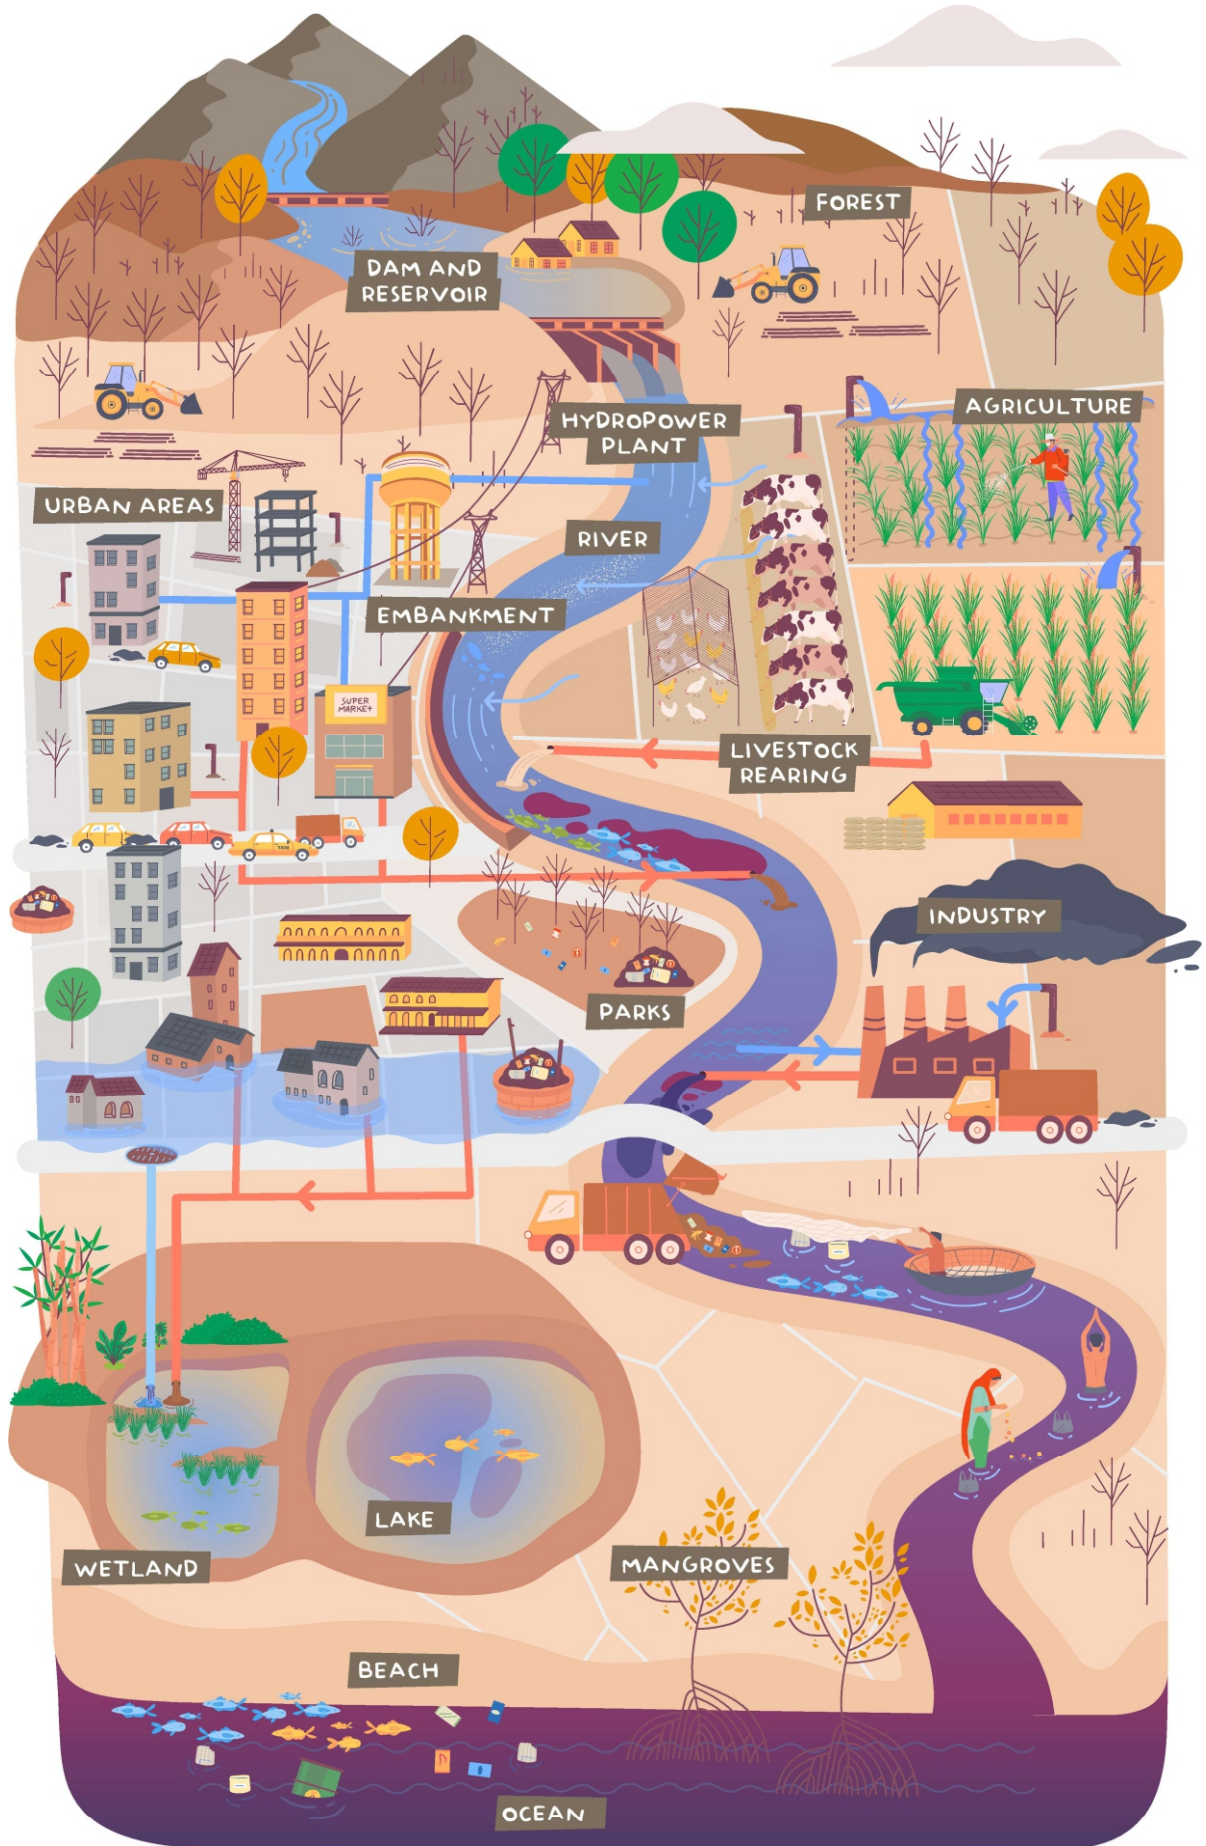 FOREST
DAM AND
RESERVOIR
HYDROPOWER
PLANT
AGRICULTURE
URBAN AREAS
RIVER
EMBANKMENT
SUPER
MARKET
LIVESTOCK
REARING
TAXI
INDUSTRY
PARKS
LAKE
WETLAND
MANGROVES
BEACH
OCEAN